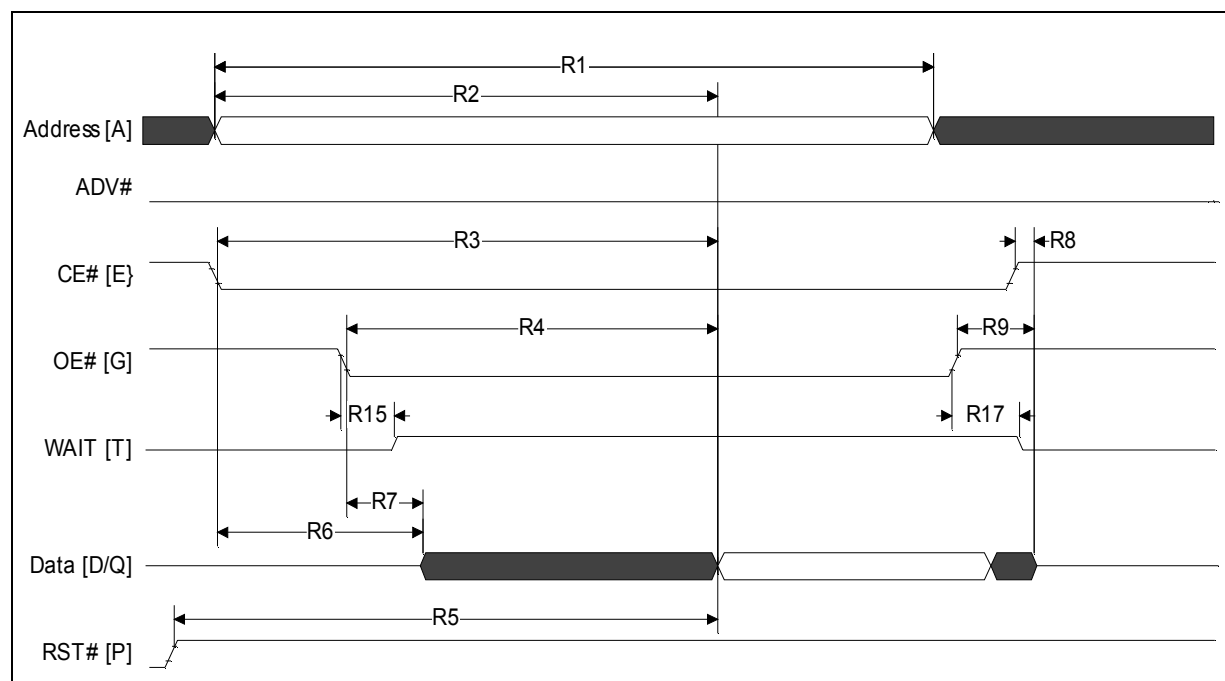 R1
R2
Address [A]
ADV#
R3
R8
CE# [E}
R4
R9
OE# [G]
R15
R17
WAIT [T]
R7
R6
Data [D/Q]
R5
RST# [P]